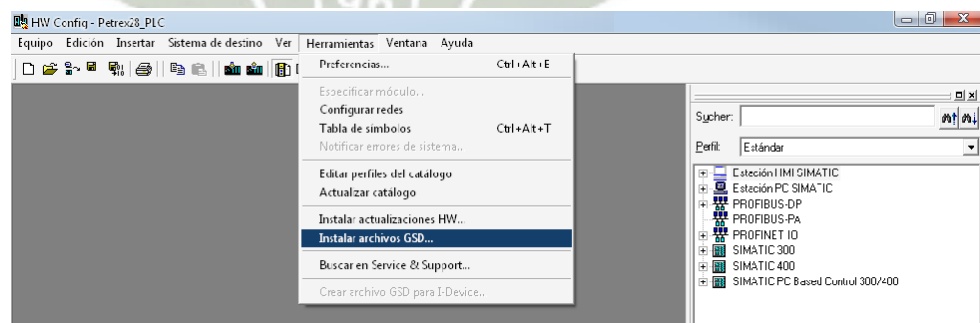 HW Config - Petrex28_PLC
Equipo Edición Insertar Sistema de destino Ver Herramientas Ventana Ayuda
Preferencias... Ctrl+Alt+E
Especificar módulo...
Configurar redes
Tabla de símbolos Ctrl+Alt+T
Notificar errores de sistema...
Editar perfiles del catálogo
Actualizar catálogo
Instalar actualizaciones HW...
Instalar archivos GSD...
Buscar en Service & Support...
Crear archivo GSD para I-Device...
Sucher:
Perfil: Estándar
Estación HMI SIMATIC
Estación PC SIMATIC
PROFIBUS-DP
PROFIBUS-PA
PROFINET IO
SIMATIC 300
SIMATIC 400
SIMATIC PC Based Control 300/400